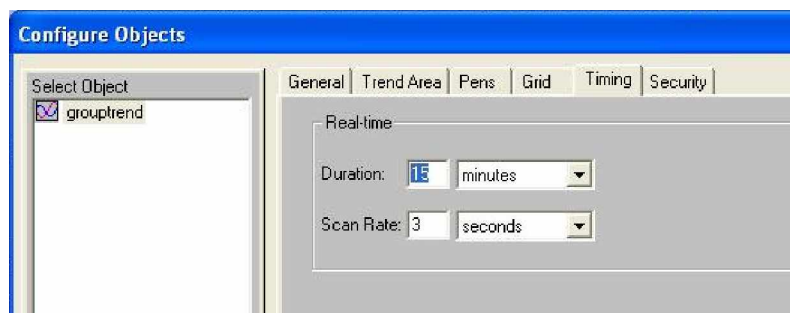 Configure Objects
Select Object
grouptrend
General Trend Area Pens Grid Timing Security
Real-time
Duration: 15 minutes
Scan Rate: 3 seconds